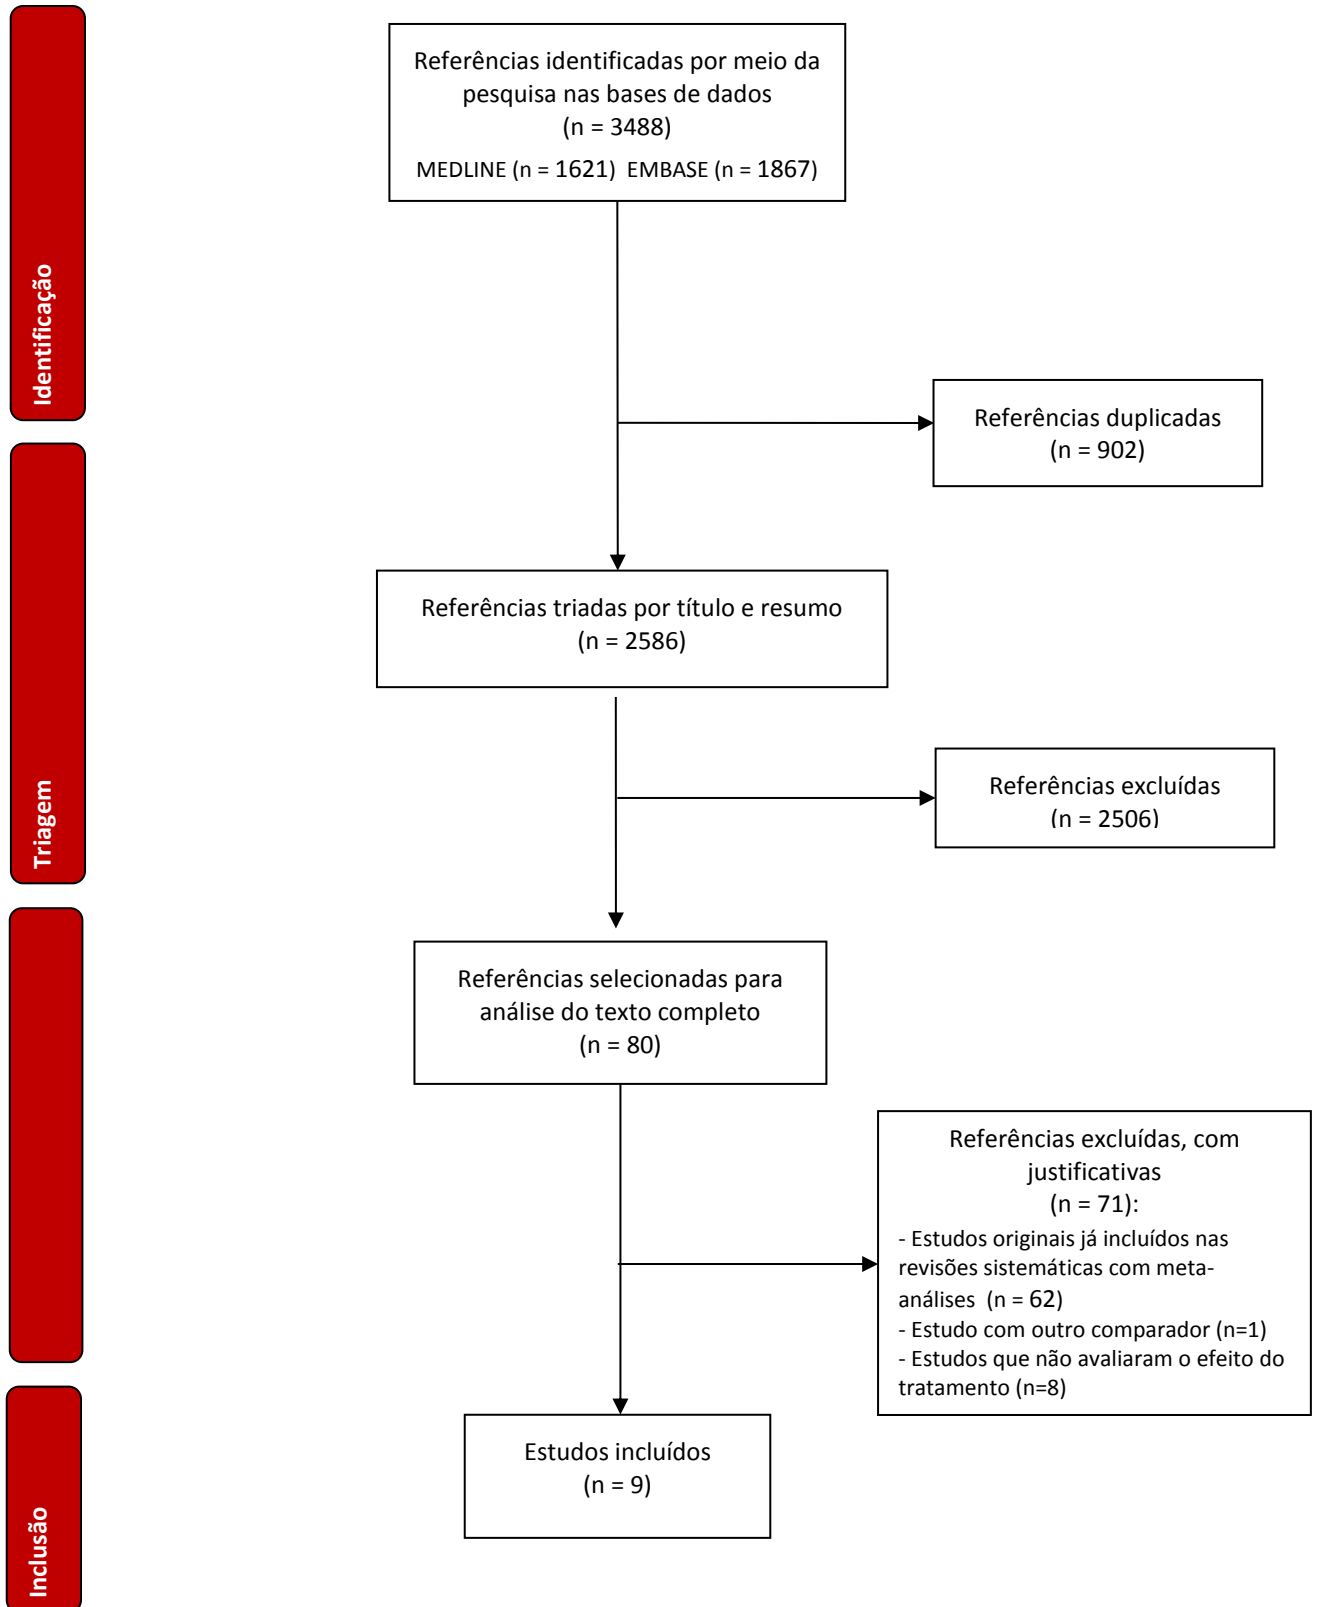 Referências identificadas por meio da
pesquisa nas bases de dados
(n = 3488)
MEDLINE (n = 1621)  EMBASE (n = 1867)
Identificação
Referências duplicadas
(n = 902)
Referências triadas por título e resumo
(n = 2586)
Triagem
Referências excluídas
(n = 2506)
Referências selecionadas para
análise do texto completo
(n = 80)
Referências excluídas, com
justificativas
(n = 71):
- Estudos originais já incluídos nas
revisões sistemáticas com meta-
análises  (n = 62)
- Estudo com outro comparador (n=1)
- Estudos que não avaliaram o efeito do
tratamento (n=8)
Estudos incluídos
(n = 9)
Inclusão